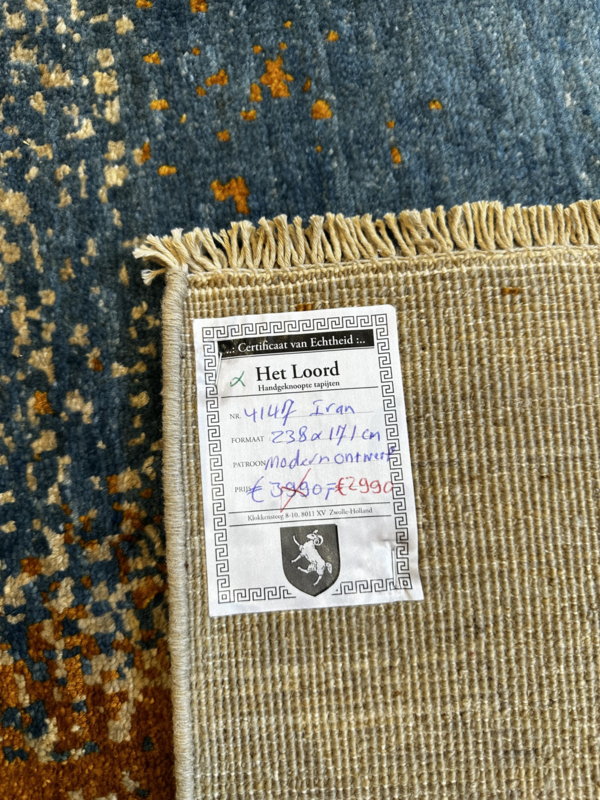 ..: Certificaat van Echtheid :..
α Het Loord
Handgeknoopte tapijten
NR. Iran
FORMAAT 238 x 171 cm
PATROON Modern ontwerp
PRIJS € 3990,- €2990
Klokkensteeg 8-10, 8011 XV Zwolle-Holland